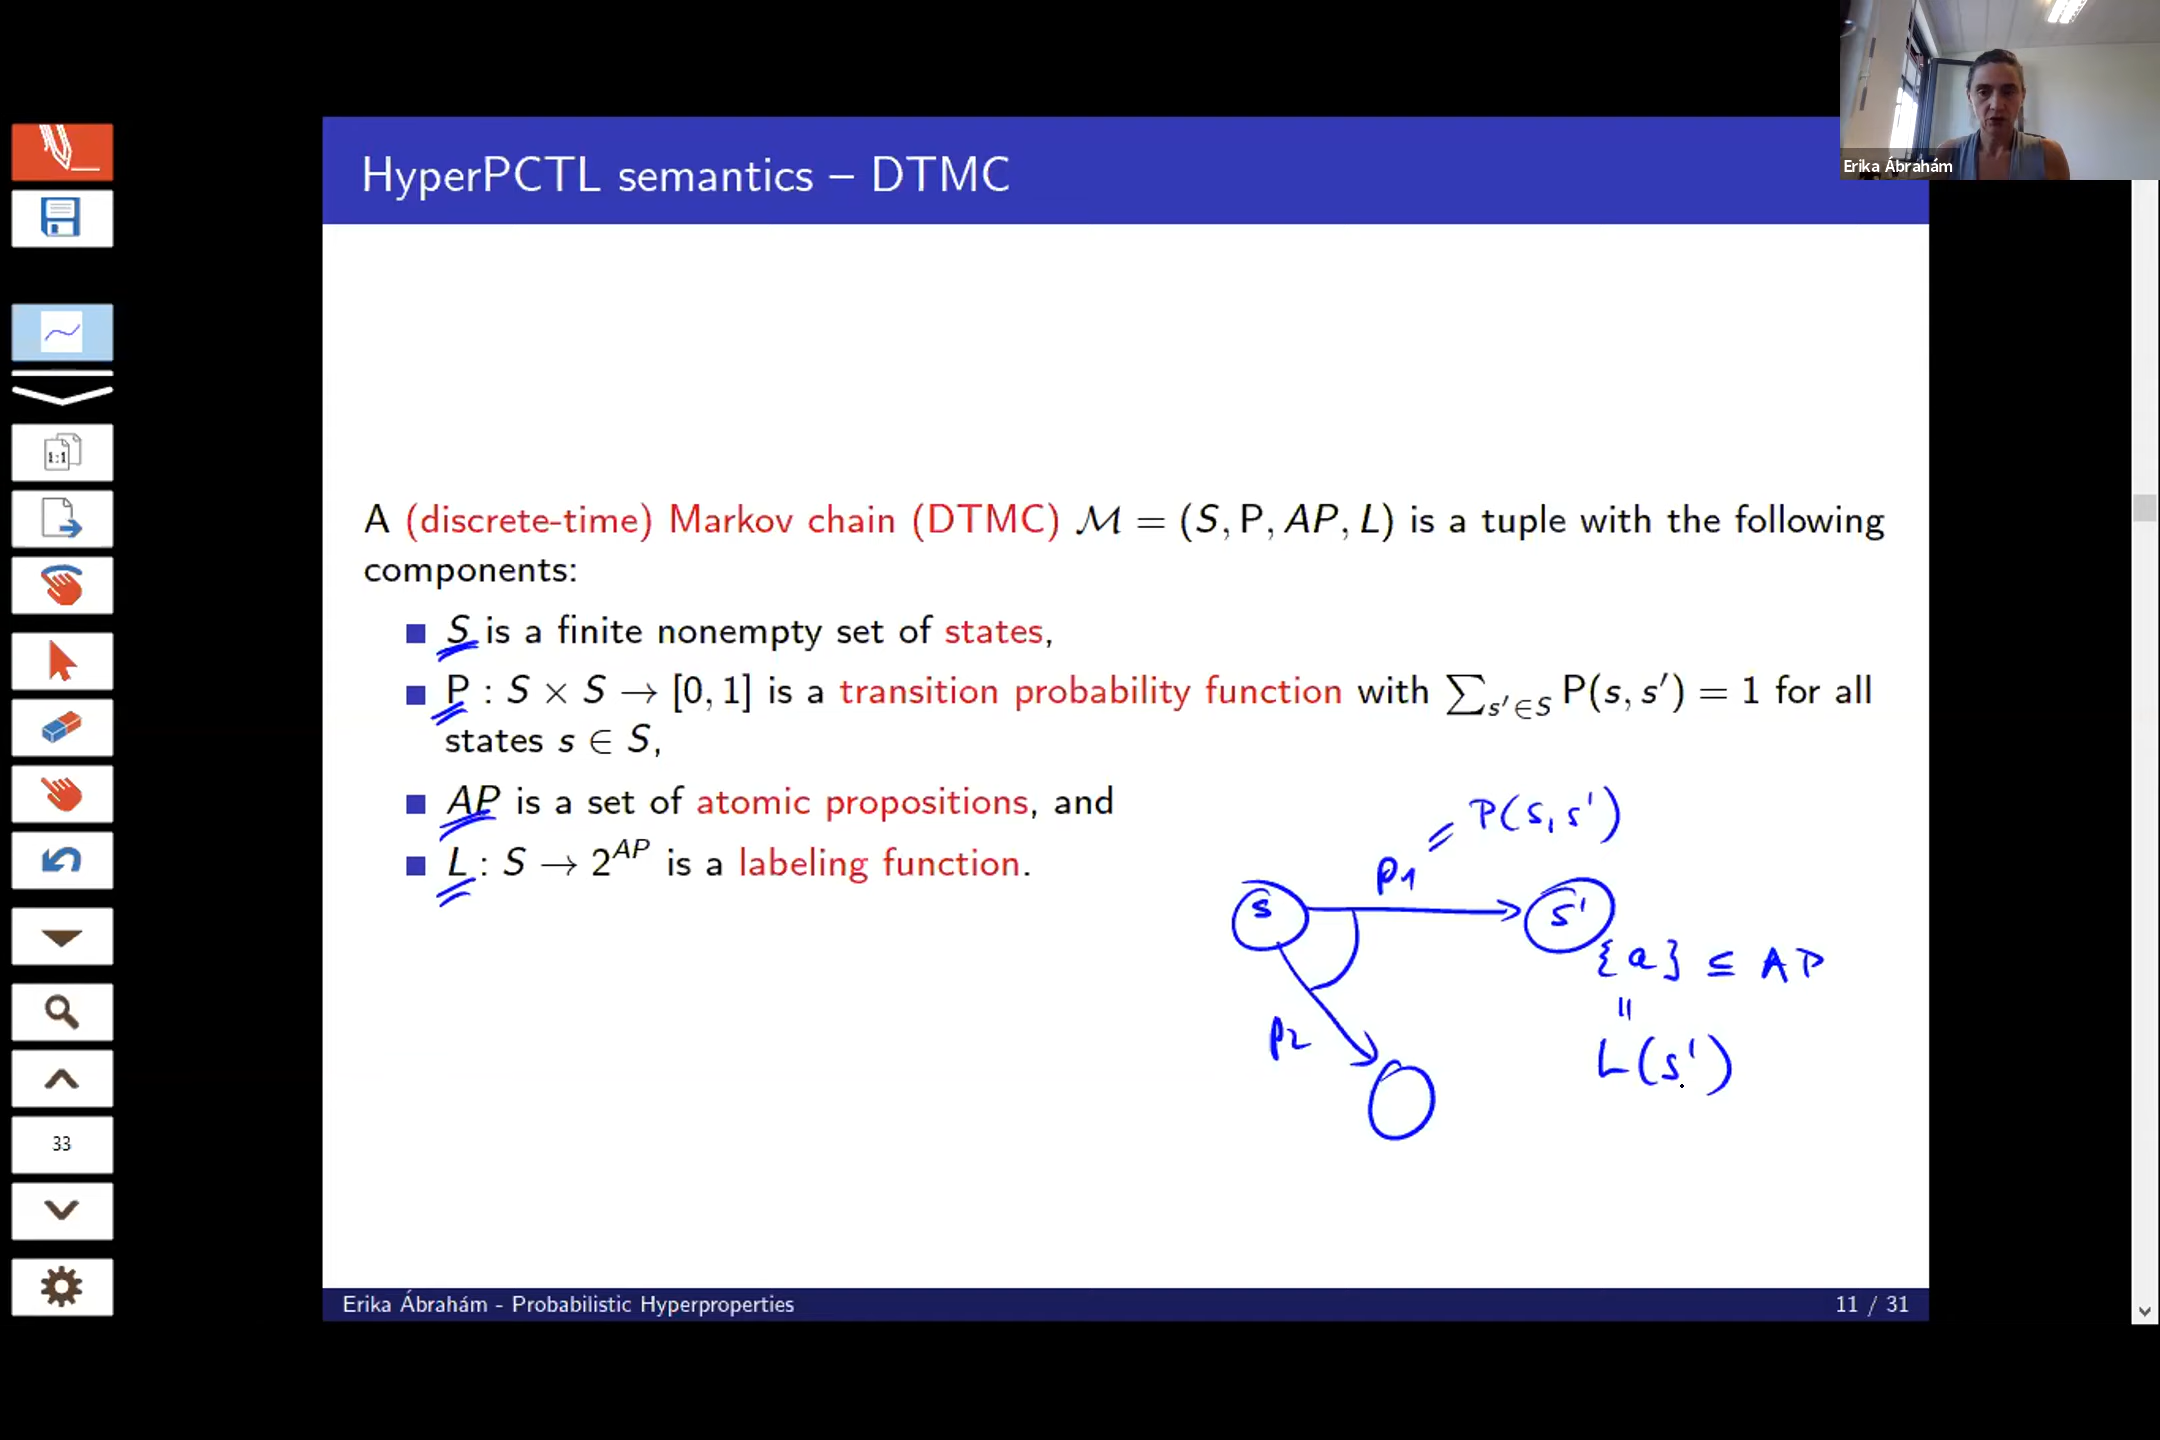 Erika Ábrahám
HyperPCTL semantics – DTMC
A (discrete-time) Markov chain (DTMC) ℳ = (S, P, AP, L) is a tuple with the following
components:
S is a finite nonempty set of states,
P : S × S → [0, 1] is a transition probability function with ∑s′∈S P(s, s′) = 1 for all
states s ∈ S,
AP is a set of atomic propositions, and
L : S → 2^AP is a labeling function.
= P(s, s')
p1
s
s'
{a} ⊆ AP
=
L(s')
p2
1:1
33
Erika Ábrahám - Probabilistic Hyperproperties
11 / 31